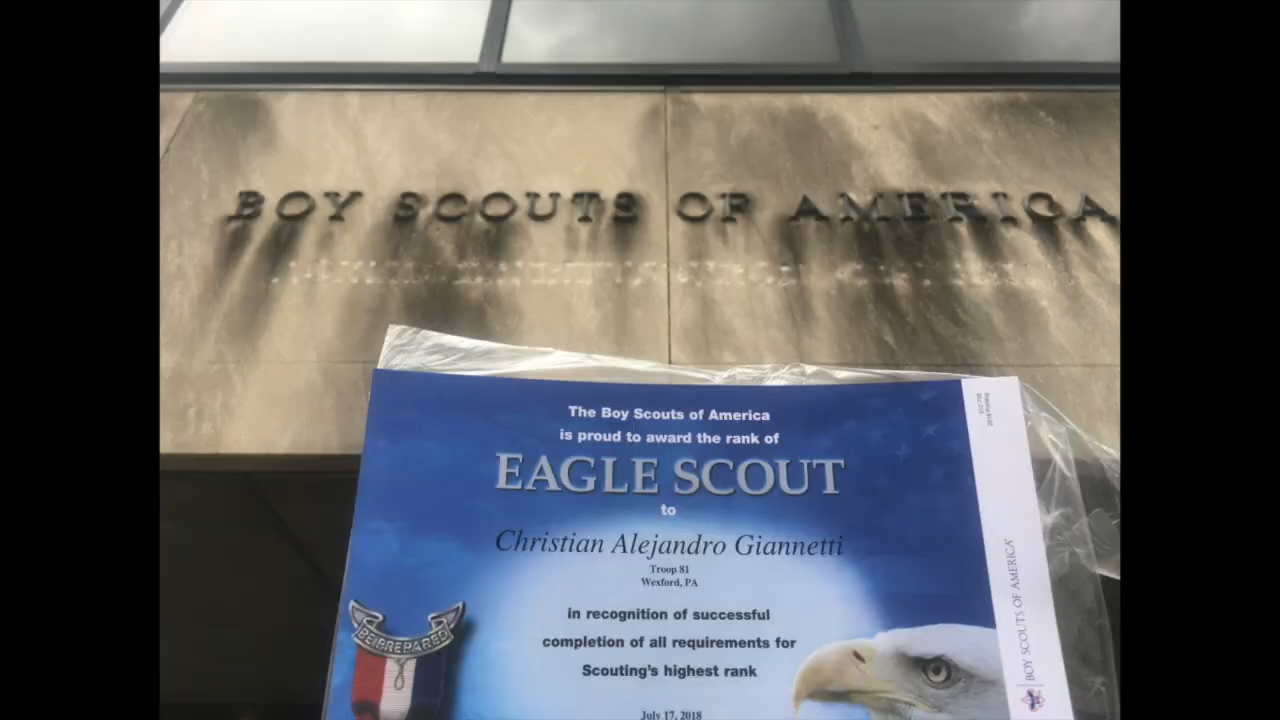 BOY SCOUTS OF AMERICA
The Boy Scouts of America
is proud to award the rank of
EAGLE SCOUT
to
Christian Alejandro Giannetti
Troop 81
Wexford, PA
in recognition of successful
completion of all requirements for
Scouting's highest rank
July 17, 2018
BE PREPARED
BOY SCOUTS OF AMERICA®
2016 Printing